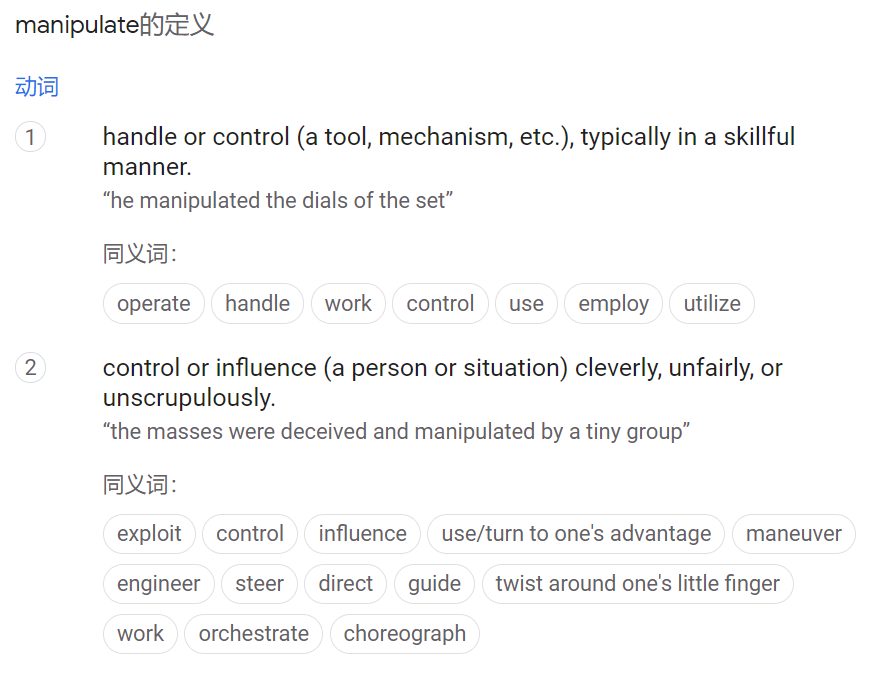 manipulate的定义
动词
1
handle or control (a tool, mechanism, etc.), typically in a skillful
manner.
“he manipulated the dials of the set”
同义词：
operate handle work control use employ utilize
2
control or influence (a person or situation) cleverly, unfairly, or
unscrupulously.
“the masses were deceived and manipulated by a tiny group”
同义词：
exploit control influence use/turn to one's advantage maneuver
engineer steer direct guide twist around one's little finger
work orchestrate choreograph